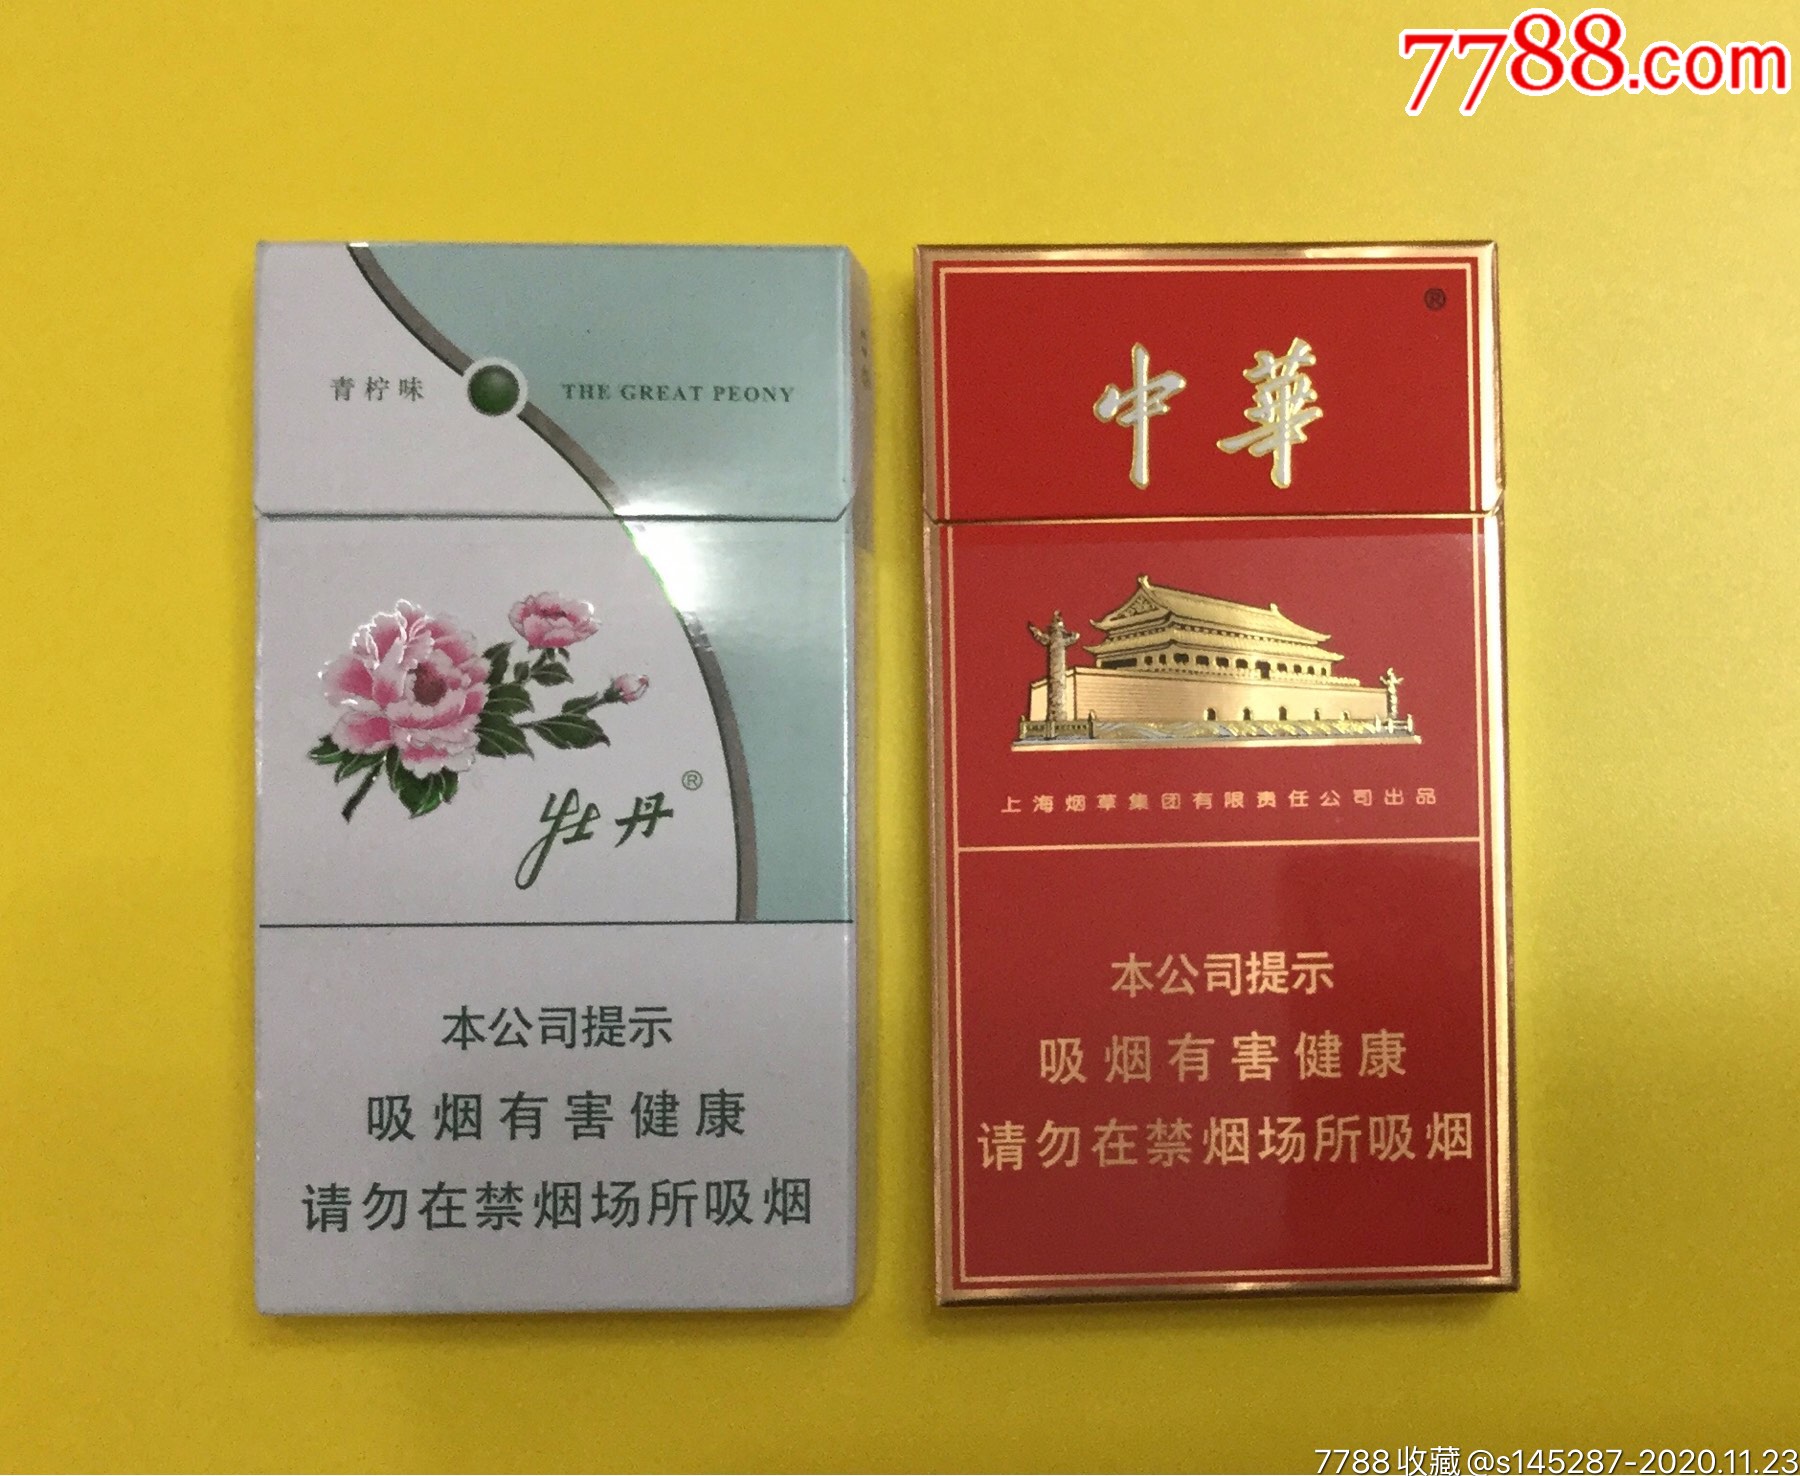 7788.com
青柠味
THE GREAT PEONY
牡丹®
本公司提示
吸烟有害健康
请勿在禁烟场所吸烟
®
中華
上海烟草集团有限责任公司出品
本公司提示
吸烟有害健康
请勿在禁烟场所吸烟
7788收藏@s145287-2020.11.23